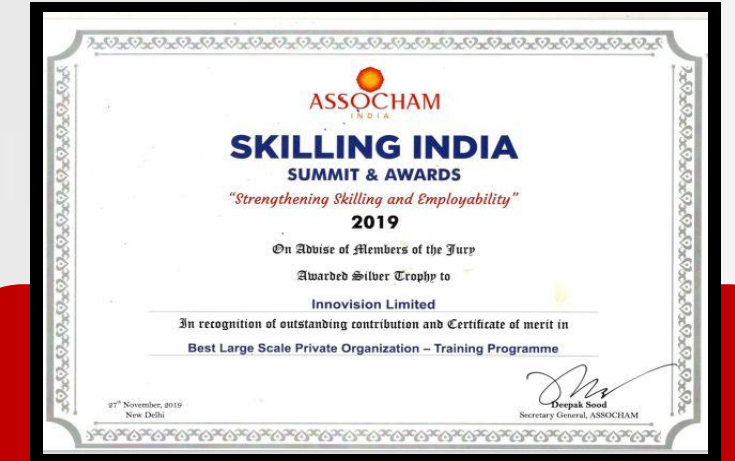 ASSOCHAM
INDIA
SKILLING INDIA
SUMMIT & AWARDS
"Strengthening Skilling and Employability"
2019
On Advise of Members of the Jury
Awarded Silver Trophy to
Innovision Limited
In recognition of outstanding contribution and Certificate of merit in
Best Large Scale Private Organization – Training Programme
27th November, 2019
New Delhi
Deepak Sood
Secretary General, ASSOCHAM